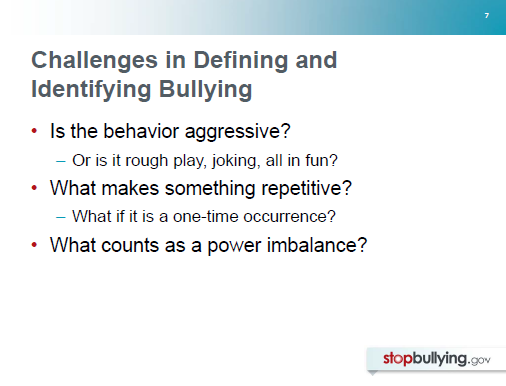 7
Challenges in Defining and
Identifying Bullying
• Is the behavior aggressive?
– Or is it rough play, joking, all in fun?
• What makes something repetitive?
– What if it is a one-time occurrence?
• What counts as a power imbalance?
stopbullying.gov